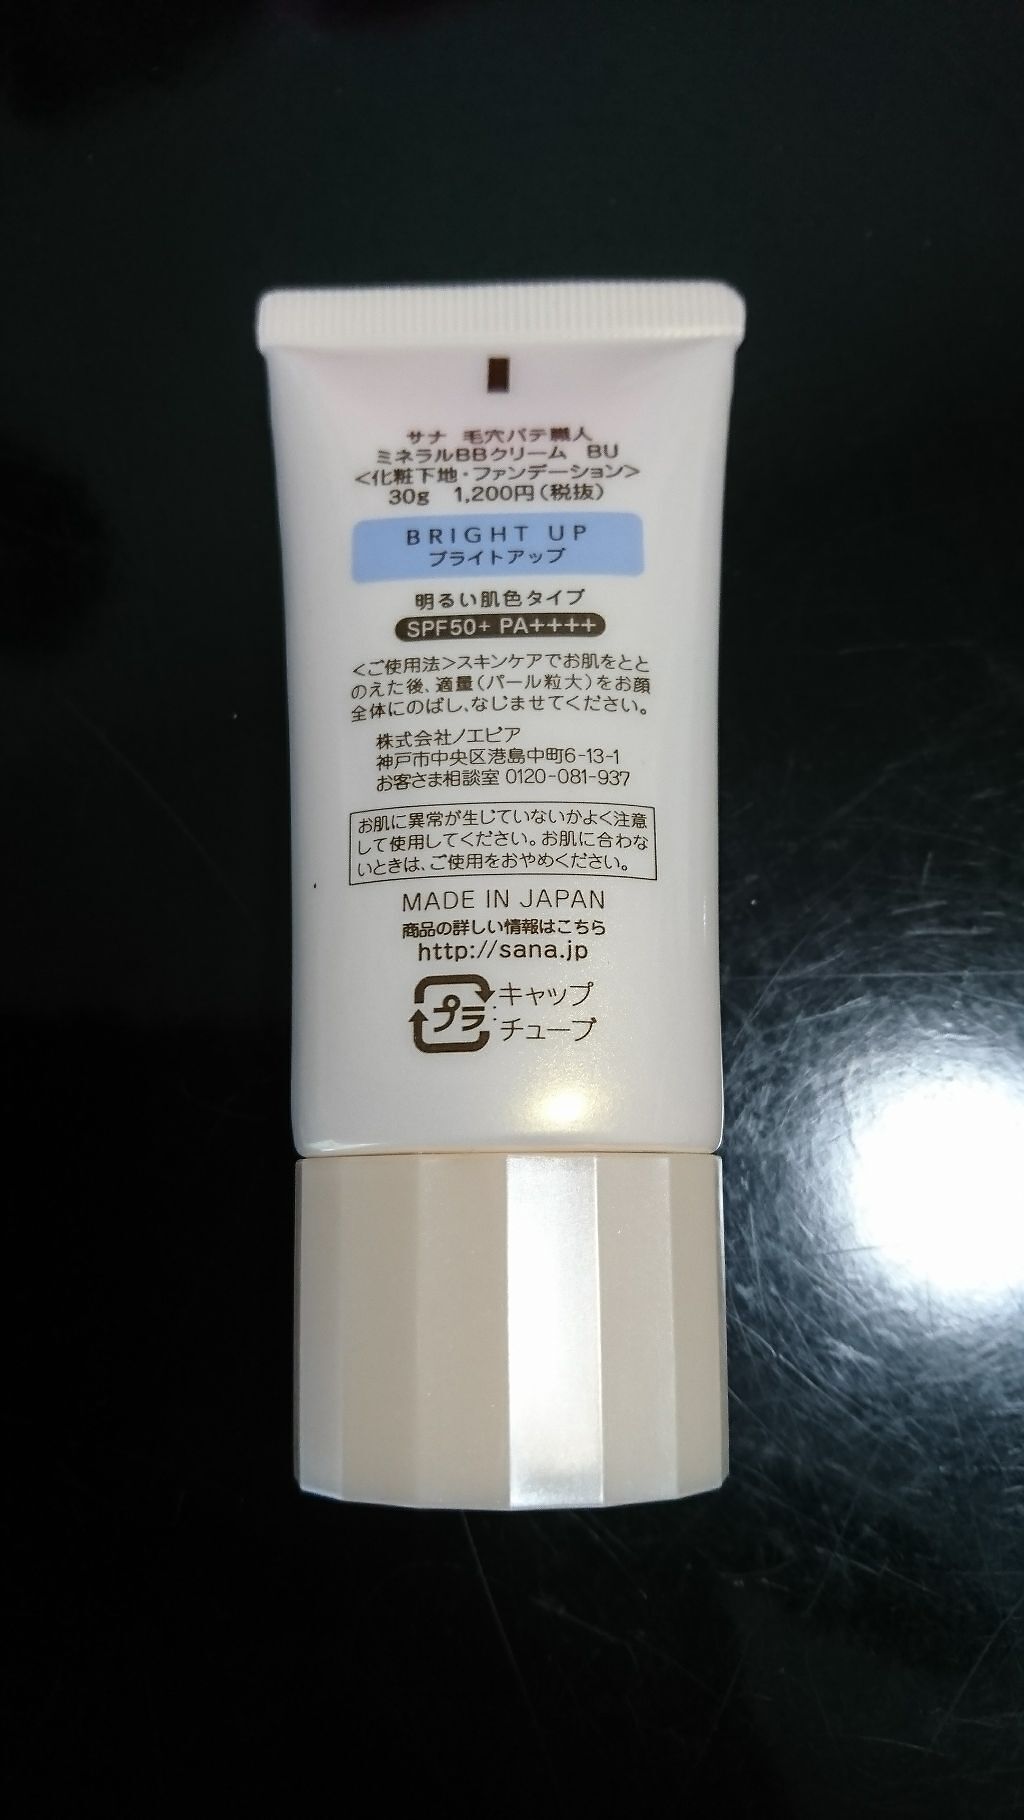 サナ 毛穴パテ職人
ミネラルBBクリーム BU
<化粧下地・ファンデーション>
30g 1,200円(税抜)
BRIGHT UP
ブライトアップ
明るい肌色タイプ
SPF50+ PA++++
<ご使用法>スキンケアでお肌をとと
のえた後、適量(パール粒大)をお顔
全体にのばし、なじませてください。
株式会社ノエビア
神戸市中央区港島中町6-13-1
お客さま相談室 0120-081-937
お肌に異常が生じていないかよく注意
して使用してください。お肌に合わな
いときは、ご使用をおやめください。
MADE IN JAPAN
商品の詳しい情報はこちら
http://sana.jp
プラ:キャップ
チューブ